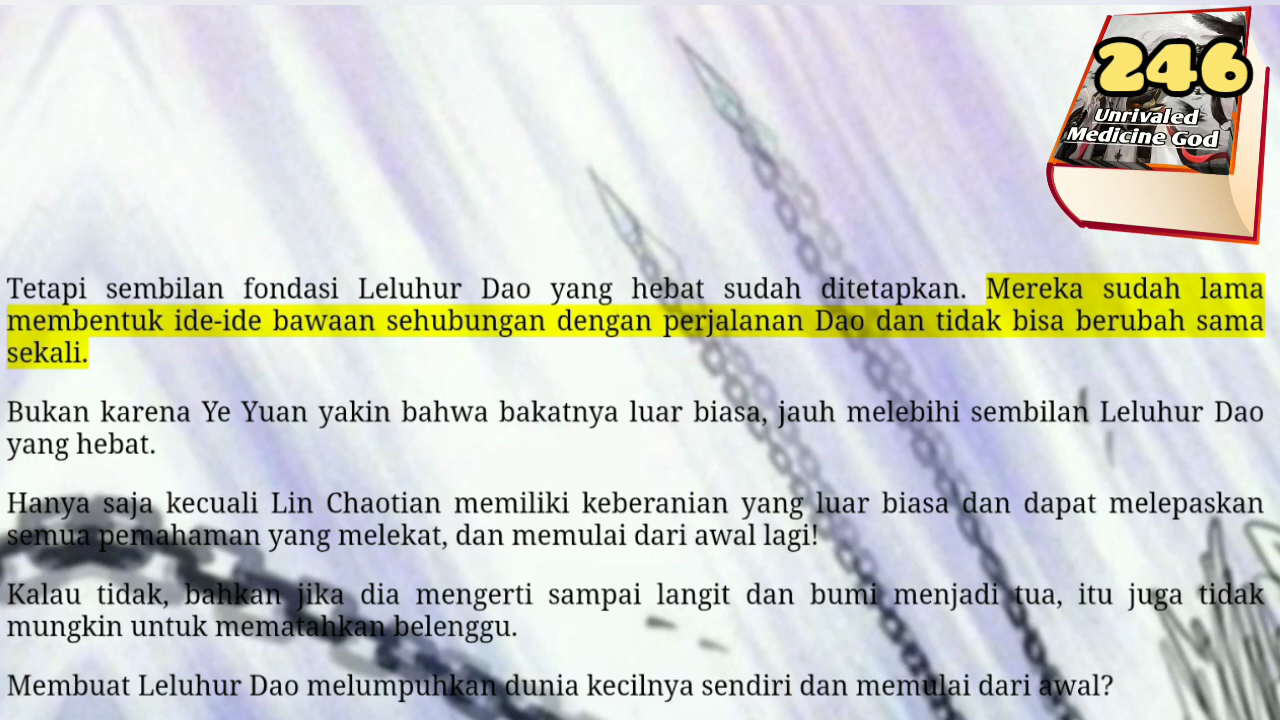 246
Unrivaled
Medicine God
Tetapi sembilan fondasi Leluhur Dao yang hebat sudah ditetapkan. Mereka sudah lama
membentuk ide-ide bawaan sehubungan dengan perjalanan Dao dan tidak bisa berubah sama
sekali.
Bukan karena Ye Yuan yakin bahwa bakatnya luar biasa, jauh melebihi sembilan Leluhur Dao
yang hebat.
Hanya saja kecuali Lin Chaotian memiliki keberanian yang luar biasa dan dapat melepaskan
semua pemahaman yang melekat, dan memulai dari awal lagi!
Kalau tidak, bahkan jika dia mengerti sampai langit dan bumi menjadi tua, itu juga tidak
mungkin untuk mematahkan belenggu.
Membuat Leluhur Dao melumpuhkan dunia kecilnya sendiri dan memulai dari awal?